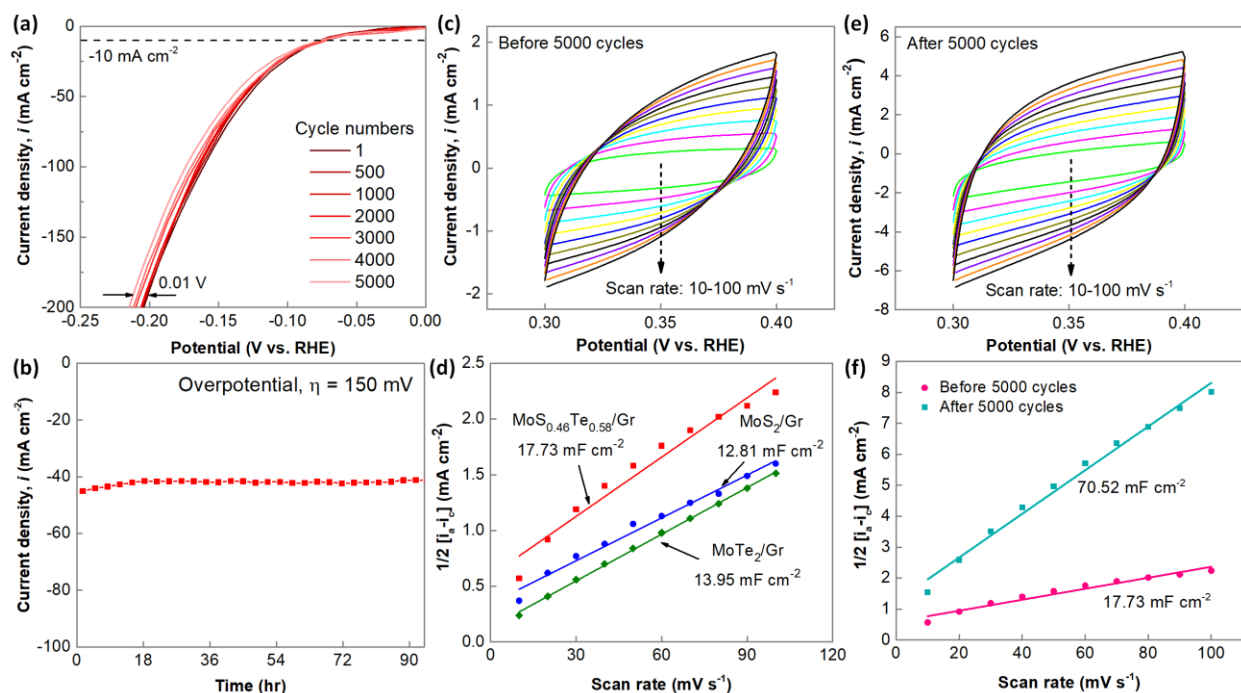 (a)
0
-50
-100
-150
-200
-0.25
-0.20
-0.15
-0.10
-0.05
0.00
Current density, i (mA cm-2)
Potential (V vs. RHE)
-10 mA cm-2
Cycle numbers
1
500
1000
2000
3000
4000
5000
0.01 V
(c)
Before 5000 cycles
2
1
0
-1
-2
0.30
0.35
0.40
Current density, i (mA cm-2)
Potential (V vs. RHE)
Scan rate: 10-100 mV s-1
(e)
After 5000 cycles
6
4
2
0
-2
-4
-6
-8
0.30
0.35
0.40
Current density, i (mA cm-2)
Potential (V vs. RHE)
Scan rate: 10-100 mV s-1
(b)
Overpotential, η = 150 mV
0
-20
-40
-60
-80
-100
0
18
36
54
72
90
Current density, i (mA cm-2)
Time (hr)
(d)
2.5
2.0
1.5
1.0
0.5
0.0
0
30
60
90
120
1/2 [ia-ic] (mA cm-2)
Scan rate (mV s-1)
MoS0.46Te0.58/Gr
17.73 mF cm-2
MoS2/Gr
12.81 mF cm-2
MoTe2/Gr
13.95 mF cm-2
(f)
9
8
7
6
5
4
3
2
1
0
0
20
40
60
80
100
1/2 [ia-ic] (mA cm-2)
Scan rate (mV s-1)
Before 5000 cycles
After 5000 cycles
70.52 mF cm-2
17.73 mF cm-2